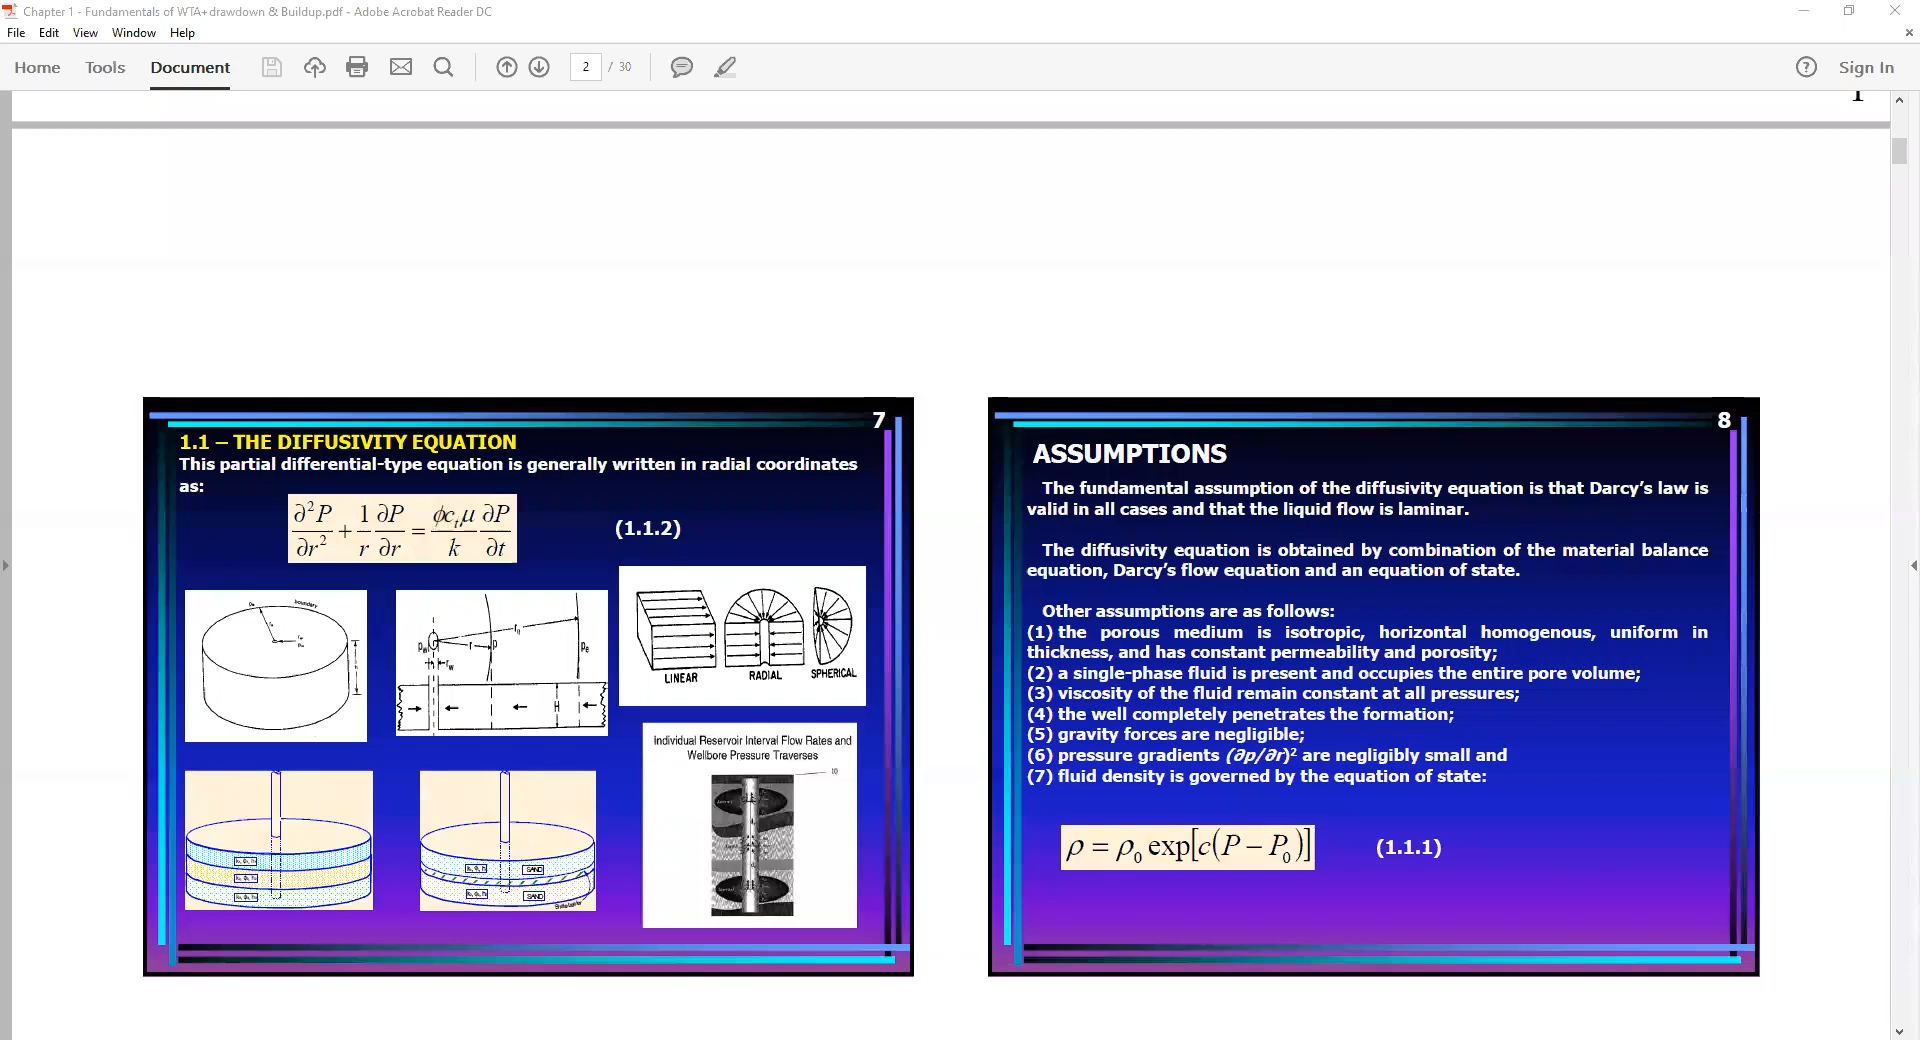 Chapter 1 - Fundamentals of WTA+drawdown & Buildup.pdf - Adobe Acrobat Reader DC
File Edit View Window Help
Home Tools Document 2 / 30 Sign In
1
7
1.1 – THE DIFFUSIVITY EQUATION
This partial differential-type equation is generally written in radial coordinates
as:
∂²P/∂r² + 1/r ∂P/∂r = ϕcₜμ/k ∂P/∂t (1.1.2)
boundary
r
P
H
LINEAR RADIAL SPHERICAL
Individual Reservoir Interval Flow Rates and
Wellbore Pressure Traverses
10
SAND
SAND
8
ASSUMPTIONS
The fundamental assumption of the diffusivity equation is that Darcy's law is
valid in all cases and that the liquid flow is laminar.
The diffusivity equation is obtained by combination of the material balance
equation, Darcy's flow equation and an equation of state.
Other assumptions are as follows:
(1) the porous medium is isotropic, horizontal homogenous, uniform in
thickness, and has constant permeability and porosity;
(2) a single-phase fluid is present and occupies the entire pore volume;
(3) viscosity of the fluid remain constant at all pressures;
(4) the well completely penetrates the formation;
(5) gravity forces are negligible;
(6) pressure gradients (∂p/∂r)² are negligibly small and
(7) fluid density is governed by the equation of state:
ρ = ρ₀ exp[c(P − P₀)] (1.1.1)